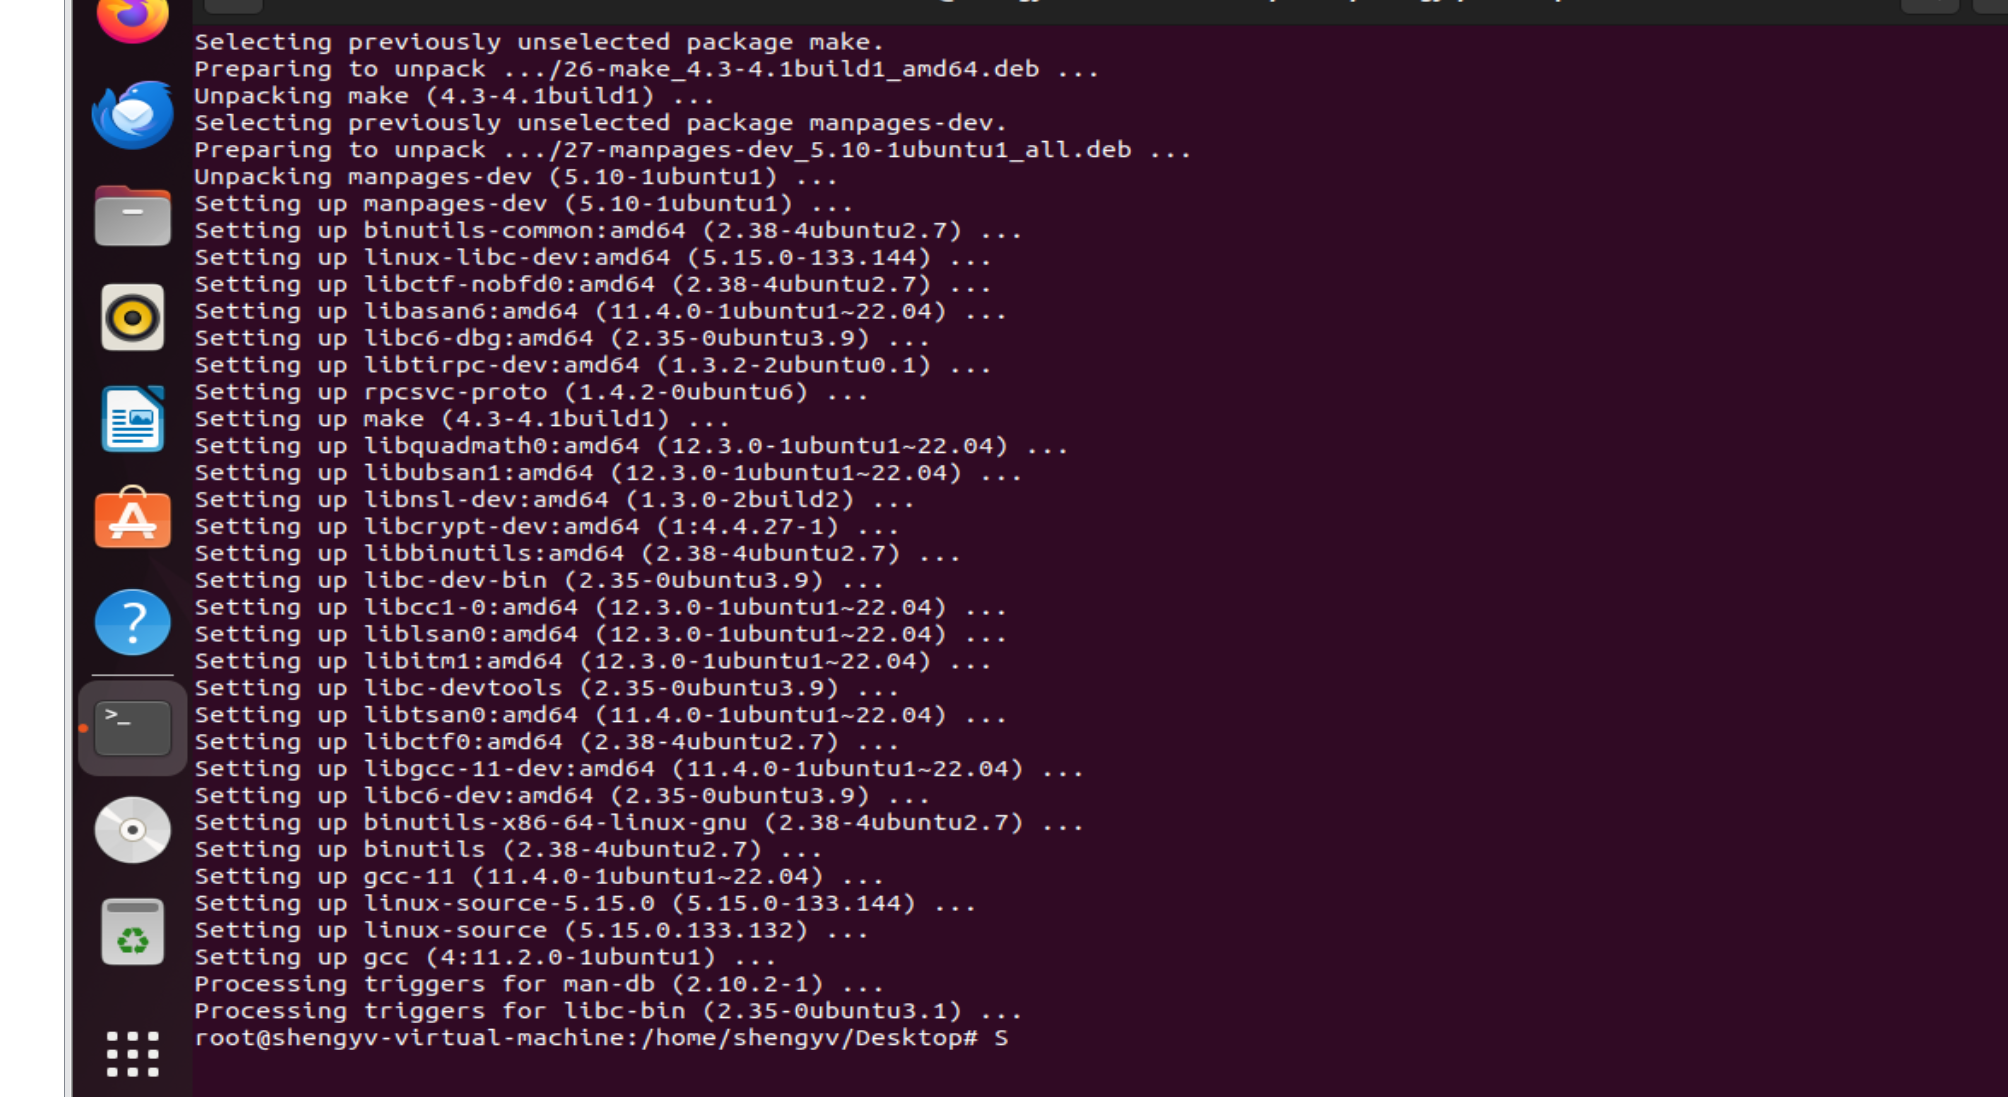 Selecting previously unselected package make.
Preparing to unpack .../26-make_4.3-4.1build1_amd64.deb ...
Unpacking make (4.3-4.1build1) ...
Selecting previously unselected package manpages-dev.
Preparing to unpack .../27-manpages-dev_5.10-1ubuntu1_all.deb ...
Unpacking manpages-dev (5.10-1ubuntu1) ...
Setting up manpages-dev (5.10-1ubuntu1) ...
Setting up binutils-common:amd64 (2.38-4ubuntu2.7) ...
Setting up linux-libc-dev:amd64 (5.15.0-133.144) ...
Setting up libctf-nobfd0:amd64 (2.38-4ubuntu2.7) ...
Setting up libasan6:amd64 (11.4.0-1ubuntu1~22.04) ...
Setting up libc6-dbg:amd64 (2.35-0ubuntu3.9) ...
Setting up libtirpc-dev:amd64 (1.3.2-2ubuntu0.1) ...
Setting up rpcsvc-proto (1.4.2-0ubuntu6) ...
Setting up make (4.3-4.1build1) ...
Setting up libquadmath0:amd64 (12.3.0-1ubuntu1~22.04) ...
Setting up libubsan1:amd64 (12.3.0-1ubuntu1~22.04) ...
Setting up libnsl-dev:amd64 (1.3.0-2build2) ...
Setting up libcrypt-dev:amd64 (1:4.4.27-1) ...
Setting up libbinutils:amd64 (2.38-4ubuntu2.7) ...
Setting up libc-dev-bin (2.35-0ubuntu3.9) ...
Setting up libcc1-0:amd64 (12.3.0-1ubuntu1~22.04) ...
Setting up liblsan0:amd64 (12.3.0-1ubuntu1~22.04) ...
Setting up libitm1:amd64 (12.3.0-1ubuntu1~22.04) ...
Setting up libc-devtools (2.35-0ubuntu3.9) ...
Setting up libtsan0:amd64 (11.4.0-1ubuntu1~22.04) ...
Setting up libctf0:amd64 (2.38-4ubuntu2.7) ...
Setting up libgcc-11-dev:amd64 (11.4.0-1ubuntu1~22.04) ...
Setting up libc6-dev:amd64 (2.35-0ubuntu3.9) ...
Setting up binutils-x86-64-linux-gnu (2.38-4ubuntu2.7) ...
Setting up binutils (2.38-4ubuntu2.7) ...
Setting up gcc-11 (11.4.0-1ubuntu1~22.04) ...
Setting up linux-source-5.15.0 (5.15.0-133.144) ...
Setting up linux-source (5.15.0.133.132) ...
Setting up gcc (4:11.2.0-1ubuntu1) ...
Processing triggers for man-db (2.10.2-1) ...
Processing triggers for libc-bin (2.35-0ubuntu3.1) ...
root@shengyv-virtual-machine:/home/shengyv/Desktop# S